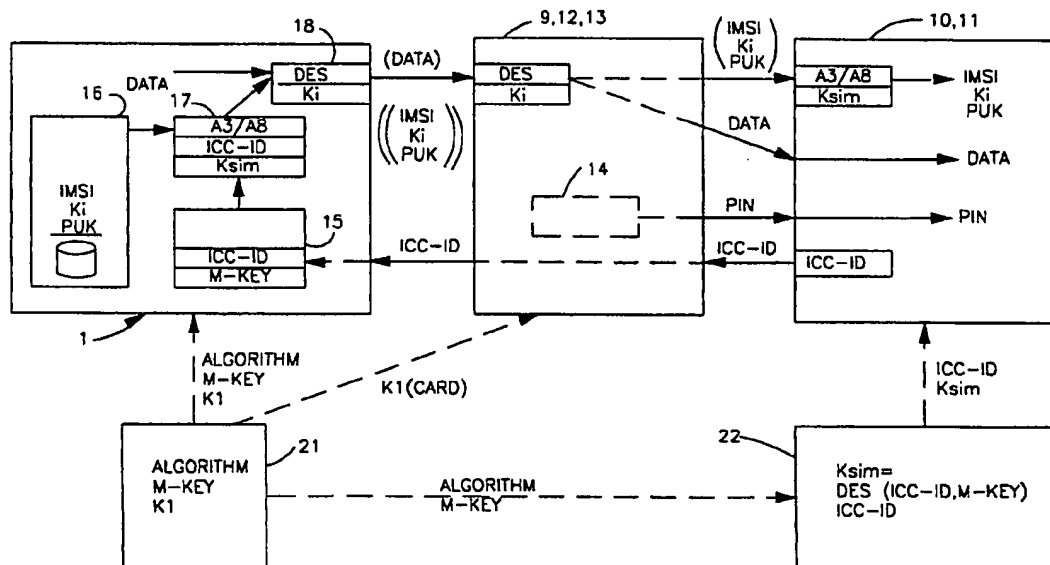 18
9,12,13
10,11
DATA
DES
Ki
(DATA)
((IMSI
Ki
PUK))
DES
Ki
(IMSI
Ki
PUK)
A3/A8
Ksim
IMSI
Ki
PUK
16
17
A3/A8
ICC-ID
Ksim
DATA
DATA
IMSI
Ki
PUK
14
PIN
PIN
15
ICC-ID
M-KEY
ICC-ID
ICC-ID
ICC-ID
1
ALGORITHM
M-KEY
K1
K1(CARD)
ICC-ID
Ksim
21
ALGORITHM
M-KEY
K1
ALGORITHM
M-KEY
22
Ksim=
DES (ICC-ID,M-KEY)
ICC-ID